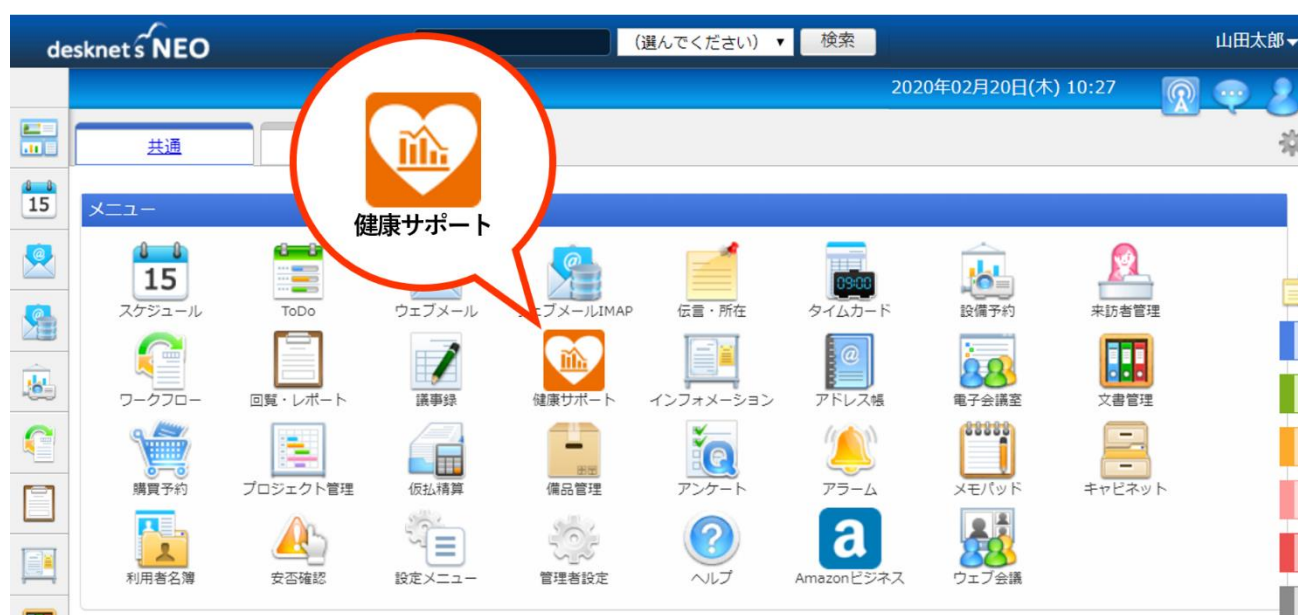 desknet's NEO
(選んでください) ▼
検索
山田太郎▼
2020年02月20日(木) 10:27
共通
健康サポート
15
メニュー
15
スケジュール
ToDo
ウェブメール
ェブメールIMAP
伝言・所在
09:00
タイムカード
設備予約
来訪者管理
ワークフロー
回覧・レポート
議事録
健康サポート
インフォメーション
アドレス帳
電子会議室
文書管理
購買予約
プロジェクト管理
仮払精算
備品管理
アンケート
アラーム
メモパッド
キャビネット
利用者名簿
安否確認
設定メニュー
管理者設定
ヘルプ
a
Amazonビジネス
ウェブ会議